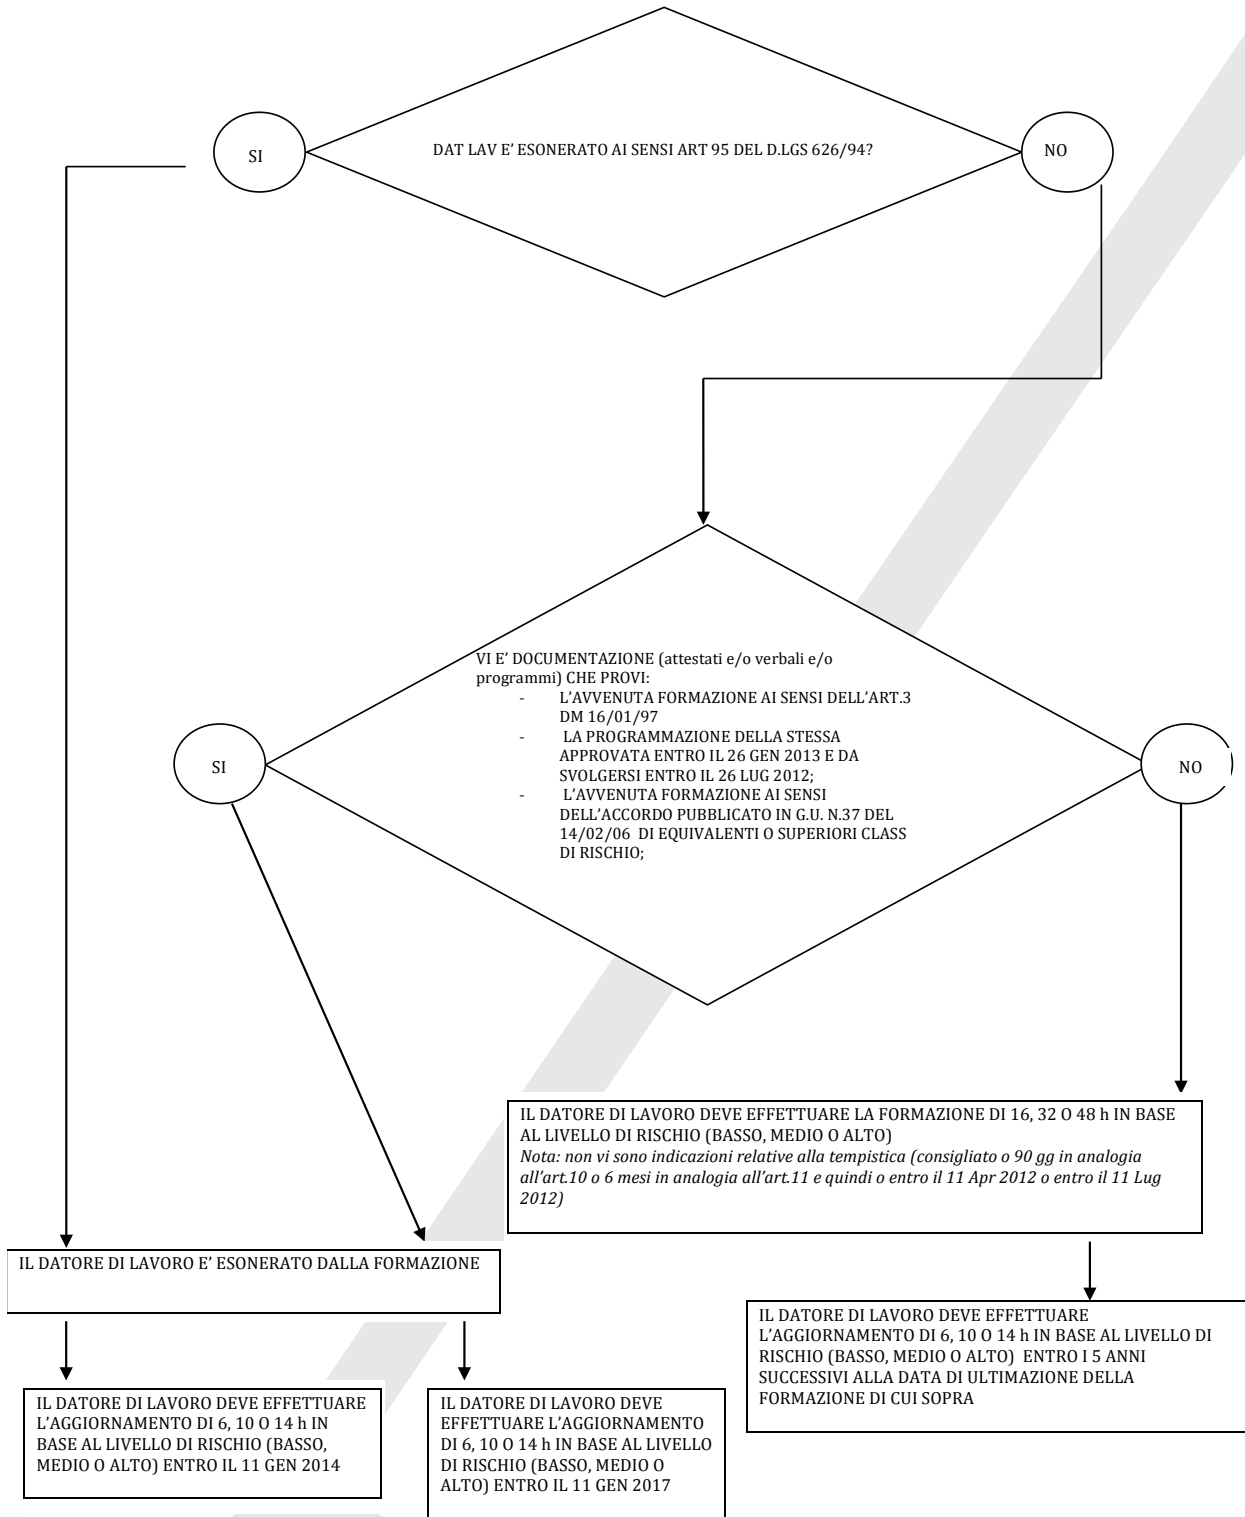 DAT LAV E’ ESONERATO AI SENSI ART 95 DEL D.LGS 626/94?
SI
NO
VI E’ DOCUMENTAZIONE (attestati e/o verbali e/o
programmi) CHE PROVI:
- L’AVVENUTA FORMAZIONE AI SENSI DELL’ART.3
DM 16/01/97
- LA PROGRAMMAZIONE DELLA STESSA
APPROVATA ENTRO IL 26 GEN 2013 E DA
SVOLGERSI ENTRO IL 26 LUG 2012;
- L’AVVENUTA FORMAZIONE AI SENSI
DELL’ACCORDO PUBBLICATO IN G.U. N.37 DEL
14/02/06 DI EQUIVALENTI O SUPERIORI CLASS
DI RISCHIO;
SI
NO
IL DATORE DI LAVORO DEVE EFFETTUARE LA FORMAZIONE DI 16, 32 O 48 h IN BASE
AL LIVELLO DI RISCHIO (BASSO, MEDIO O ALTO)
Nota: non vi sono indicazioni relative alla tempistica (consigliato o 90 gg in analogia
all’art.10 o 6 mesi in analogia all’art.11 e quindi o entro il 11 Apr 2012 o entro il 11 Lug
2012)
IL DATORE DI LAVORO E’ ESONERATO DALLA FORMAZIONE
IL DATORE DI LAVORO DEVE EFFETTUARE
L’AGGIORNAMENTO DI 6, 10 O 14 h IN BASE AL LIVELLO DI
RISCHIO (BASSO, MEDIO O ALTO) ENTRO I 5 ANNI
SUCCESSIVI ALLA DATA DI ULTIMAZIONE DELLA
FORMAZIONE DI CUI SOPRA
IL DATORE DI LAVORO DEVE EFFETTUARE
L’AGGIORNAMENTO DI 6, 10 O 14 h IN
BASE AL LIVELLO DI RISCHIO (BASSO,
MEDIO O ALTO) ENTRO IL 11 GEN 2014
IL DATORE DI LAVORO DEVE
EFFETTUARE L’AGGIORNAMENTO
DI 6, 10 O 14 h IN BASE AL LIVELLO
DI RISCHIO (BASSO, MEDIO O
ALTO) ENTRO IL 11 GEN 2017